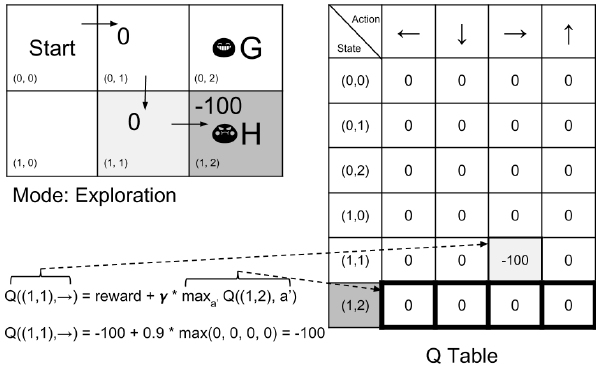 Start
0
G
(0, 0)
(0, 1)
(0, 2)
0
-100
H
(1, 0)
(1, 1)
(1, 2)
Mode: Exploration
Action
State
← ↓ → ↑
(0,0) 0 0 0 0
(0,1) 0 0 0 0
(0,2) 0 0 0 0
(1,0) 0 0 0 0
(1,1) 0 0 -100 0
(1,2) 0 0 0 0
Q((1,1),→) = reward + γ * maxₐ' Q((1,2), a')
Q((1,1),→) = -100 + 0.9 * max(0, 0, 0, 0) = -100
Q Table